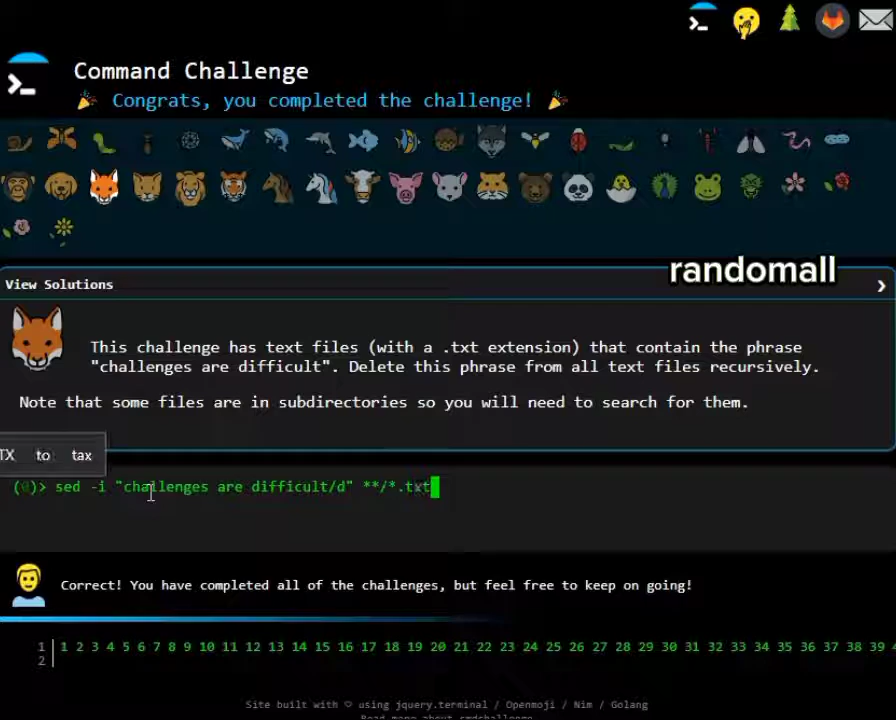 Command Challenge
🎉 Congrats, you completed the challenge! 🎉
randomall
View Solutions
This challenge has text files (with a .txt extension) that contain the phrase
"challenges are difficult". Delete this phrase from all text files recursively.
Note that some files are in subdirectories so you will need to search for them.
TX to tax
(@)> sed -i "challenges are difficult/d" **/*.txt
Correct! You have completed all of the challenges, but feel free to keep on going!
1 1 2 3 4 5 6 7 8 9 10 11 12 13 14 15 16 17 18 19 20 21 22 23 24 25 26 27 28 29 30 31 32 33 34 35 36 37 38 39 4
2
Site built with ♡ using jquery.terminal / Openmoji / Nim / Golang
Read more about cmdchallenge